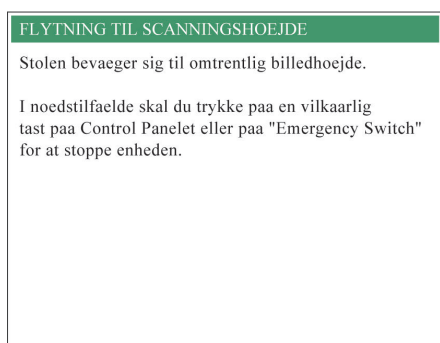 FLYTNING TIL SCANNINGSHOEJDE
Stolen bevaeger sig til omtrentlig billedhoejde.
I noedstilfaelde skal du trykke paa en vilkaarlig
tast paa Control Panelet eller paa "Emergency Switch"
for at stoppe enheden.